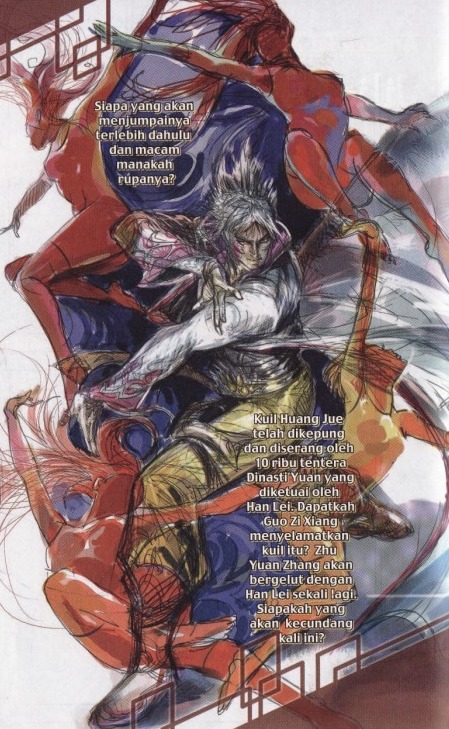 Siapa yang akan
menjumpainya
terlebih dahulu
dan macam
manakah
rupanya?
Kuil Huang Jue
telah dikepung
dan diserang oleh
10 ribu tentera
Dinasti Yuan yang
diketuai oleh
Han Lei. Dapatkah
Guo Zi Xiang
menyelamatkan
kuil itu? Zhu
Yuan Zhang akan
bergelut dengan
Han Lei sekali lagi.
Siapakah yang
akan kecundang
kali ini?